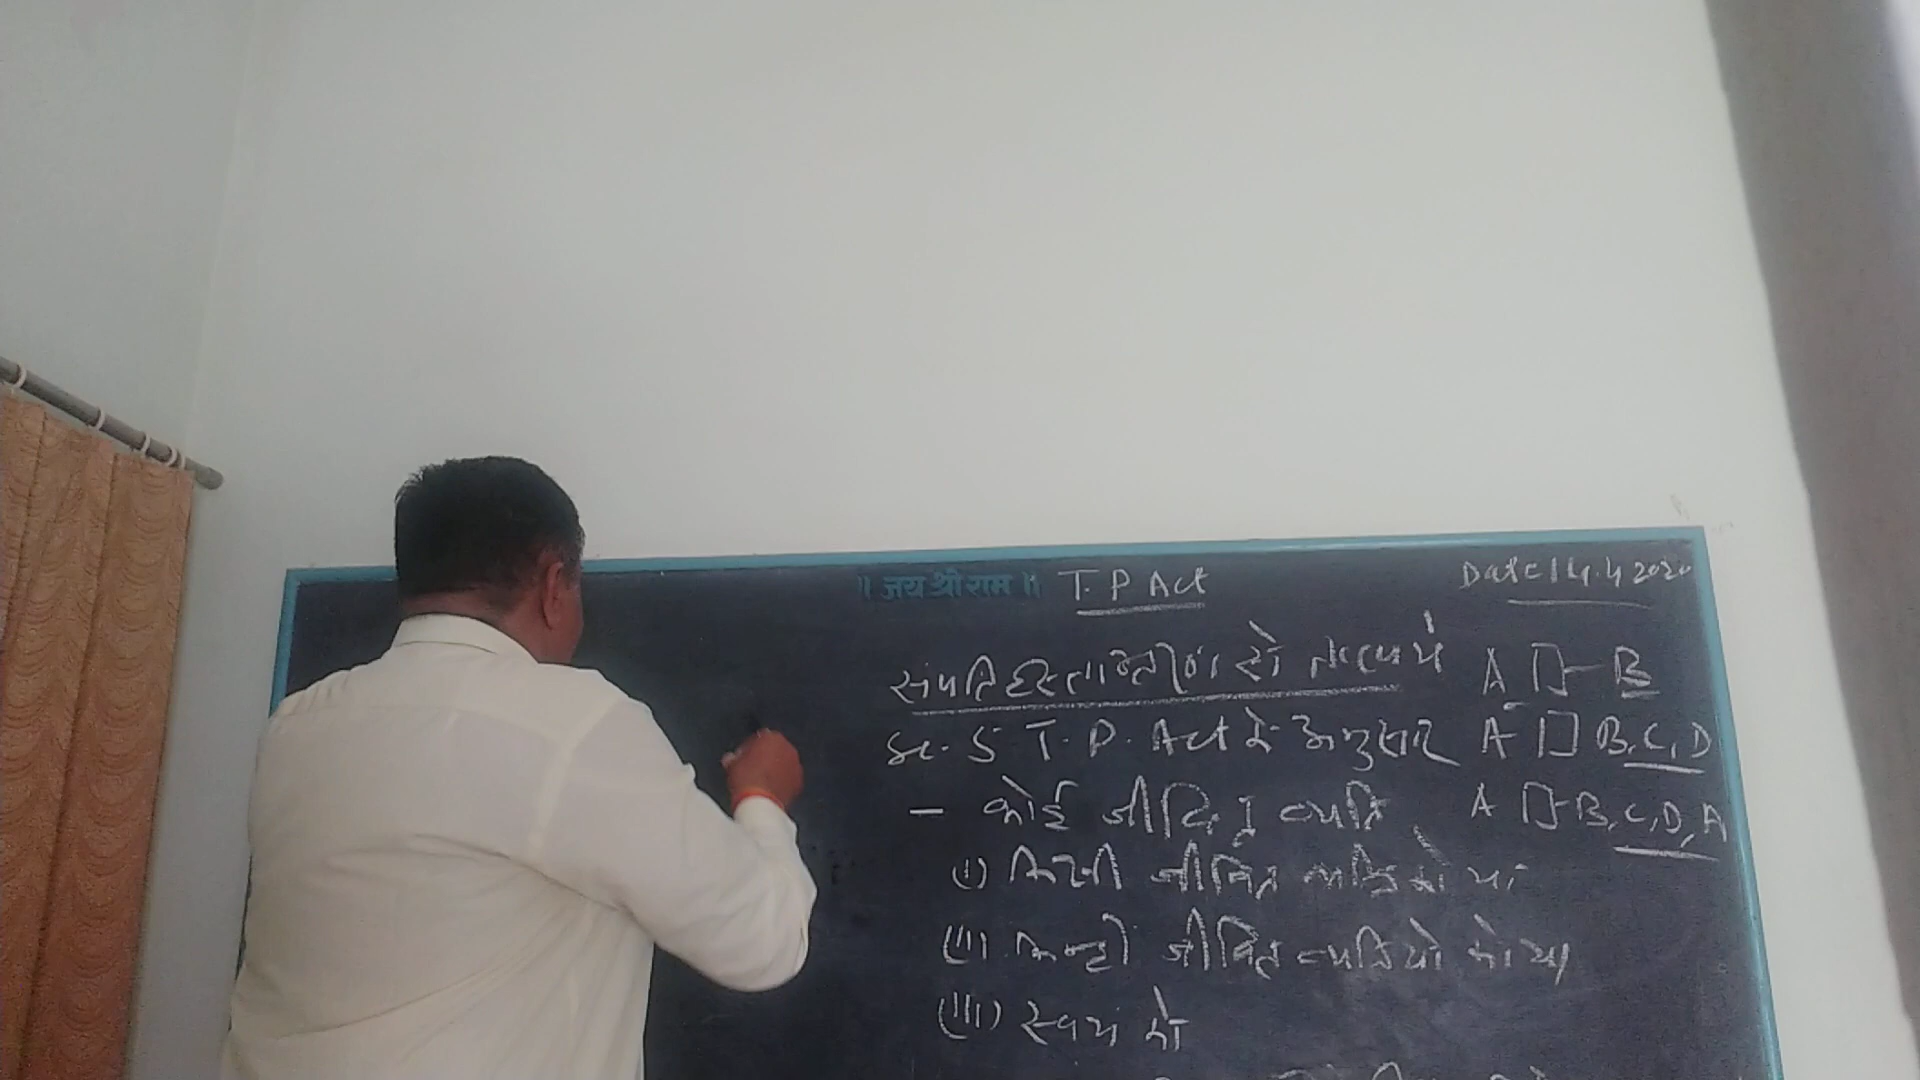 ॥ जय श्री राम ॥ T. P Act
Date 14.4 2020
संपत्ति हस्तान्तरण से तात्पर्य A B
Sec. 5 T. P. Act के अनुसार A B, C, D
- कोई जीवित व्यक्ति A B, C, D, A
(i) किसी जीवित व्यक्ति को या
(ii) किन्ही जीवित व्यक्तियो को या
(iii) स्वयं को